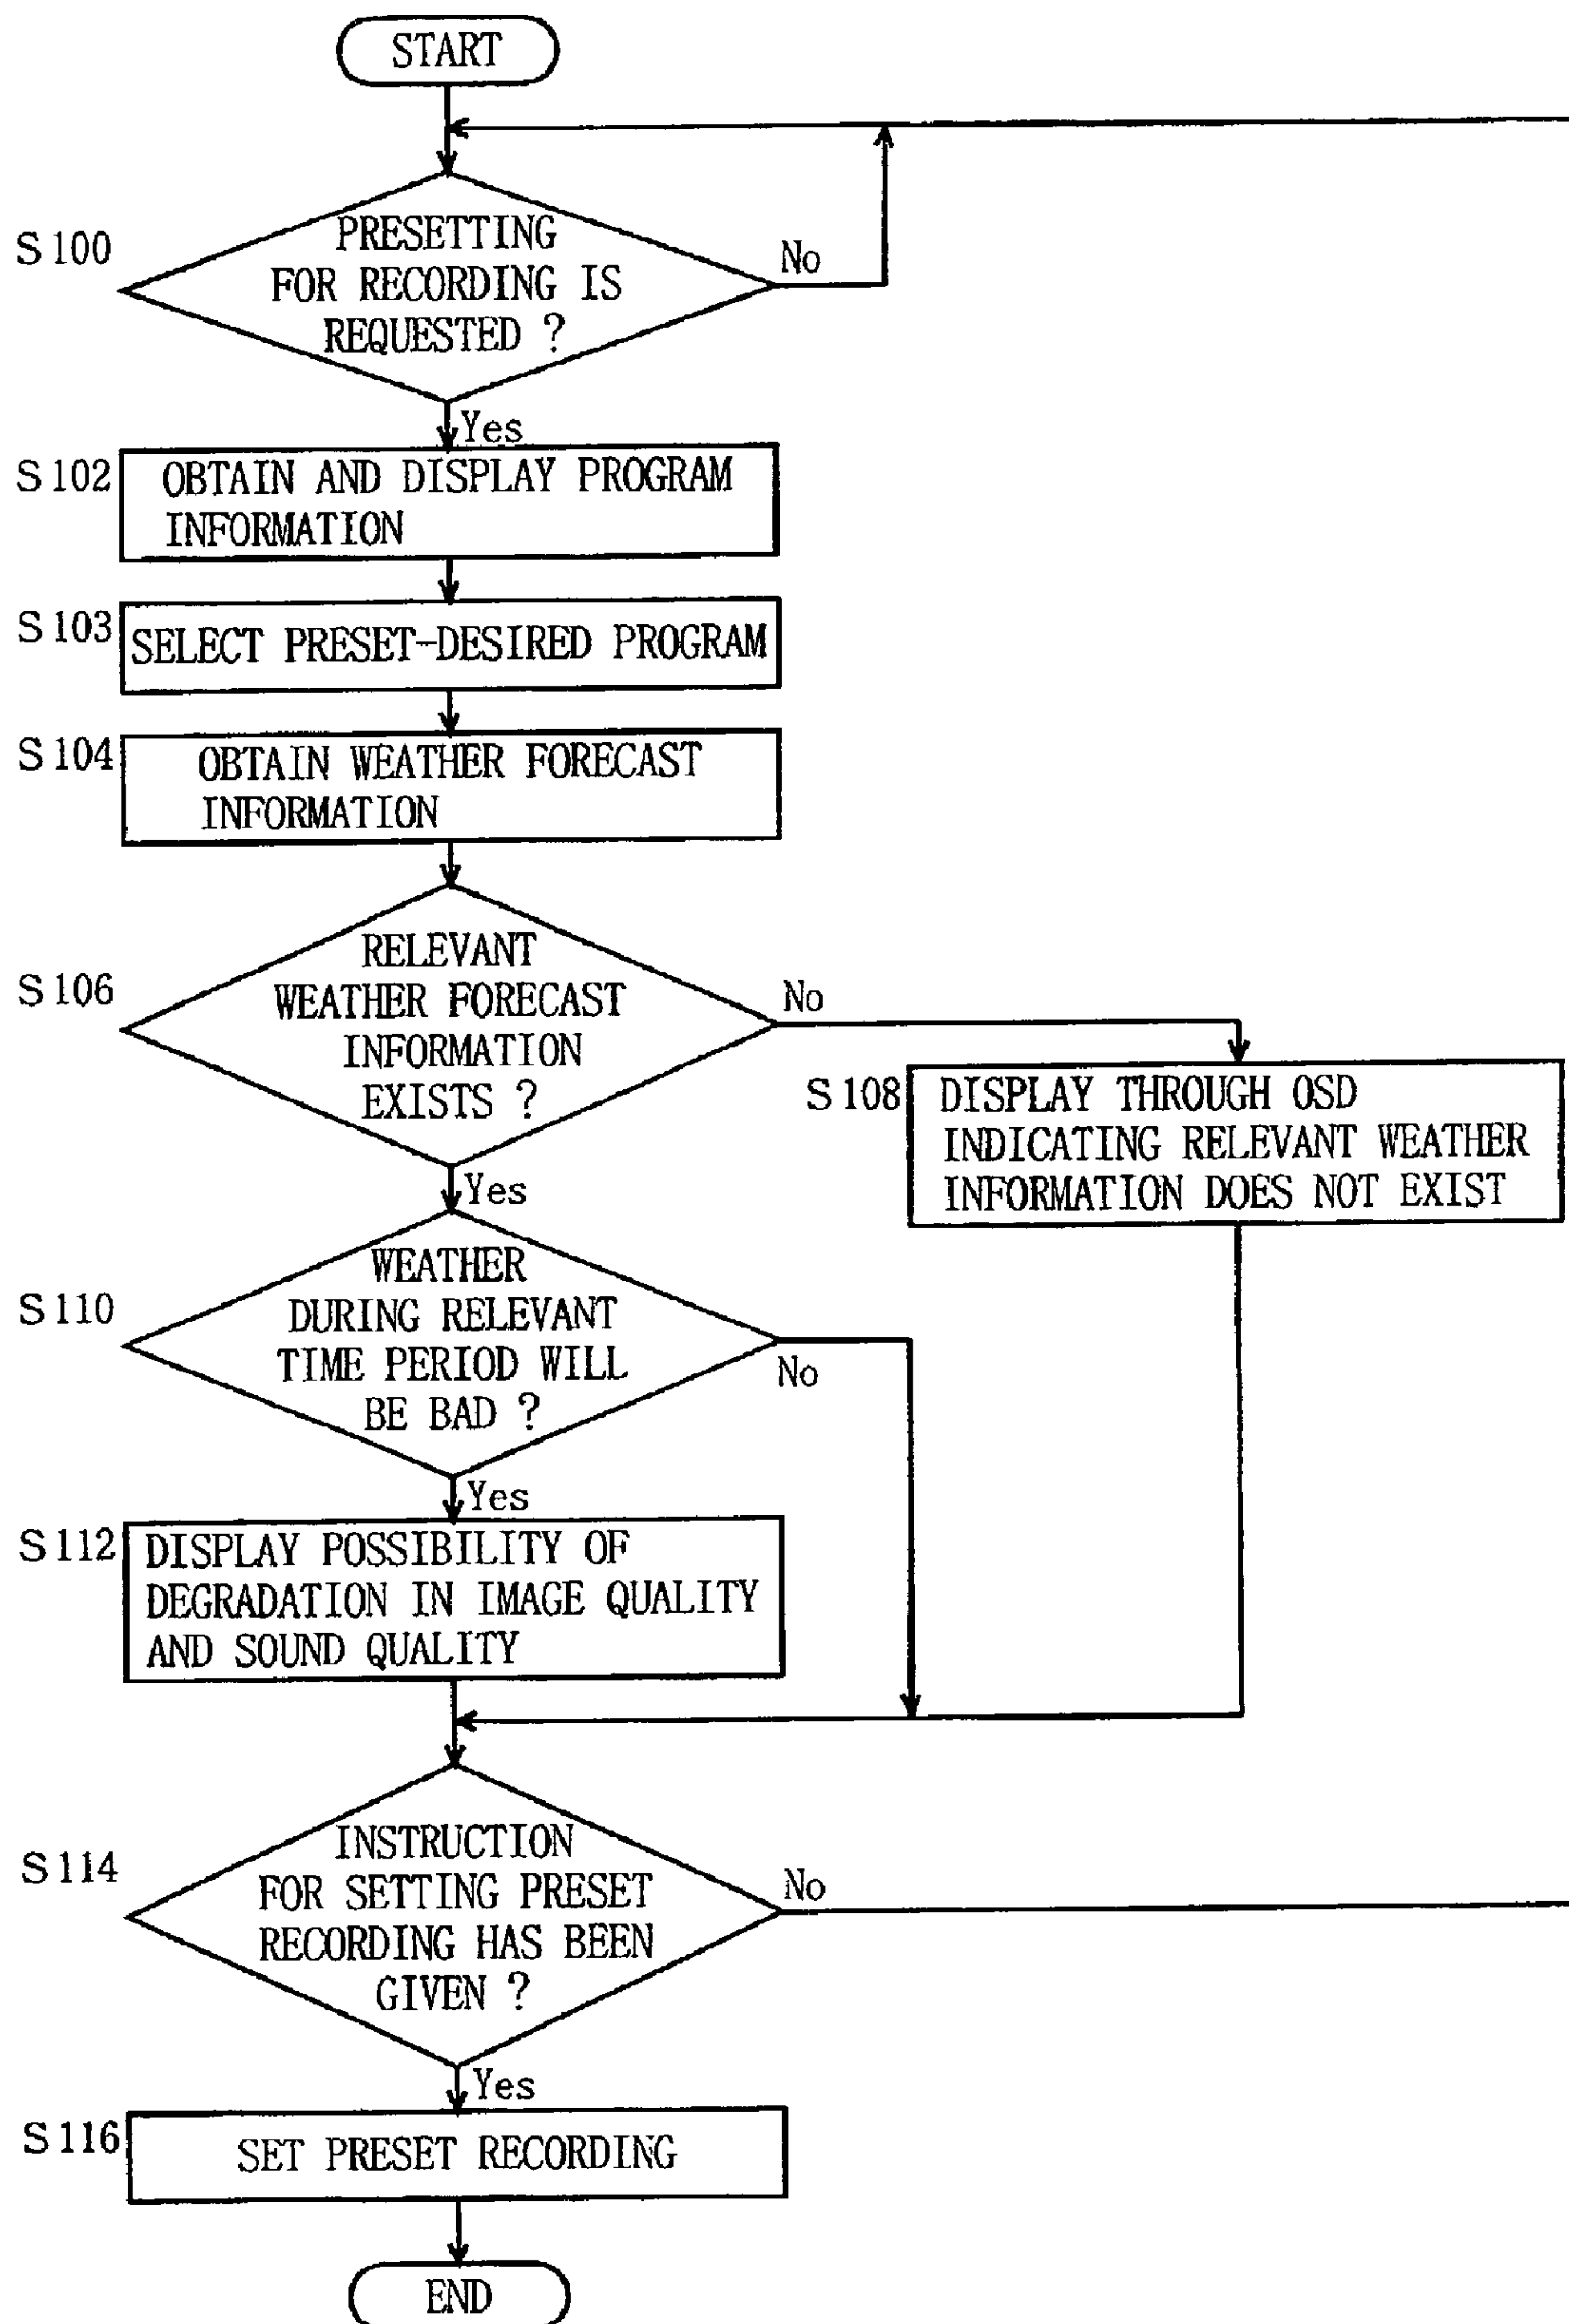 START
S100
PRESETTING
FOR RECORDING IS
REQUESTED ?
No
Yes
S102
OBTAIN AND DISPLAY PROGRAM
INFORMATION
S103
SELECT PRESET-DESIRED PROGRAM
S104
OBTAIN WEATHER FORECAST
INFORMATION
S106
RELEVANT
WEATHER FORECAST
INFORMATION
EXISTS ?
No
Yes
S108
DISPLAY THROUGH OSD
INDICATING RELEVANT WEATHER
INFORMATION DOES NOT EXIST
S110
WEATHER
DURING RELEVANT
TIME PERIOD WILL
BE BAD ?
No
Yes
S112
DISPLAY POSSIBILITY OF
DEGRADATION IN IMAGE QUALITY
AND SOUND QUALITY
S114
INSTRUCTION
FOR SETTING PRESET
RECORDING HAS BEEN
GIVEN ?
No
Yes
S116
SET PRESET RECORDING
END